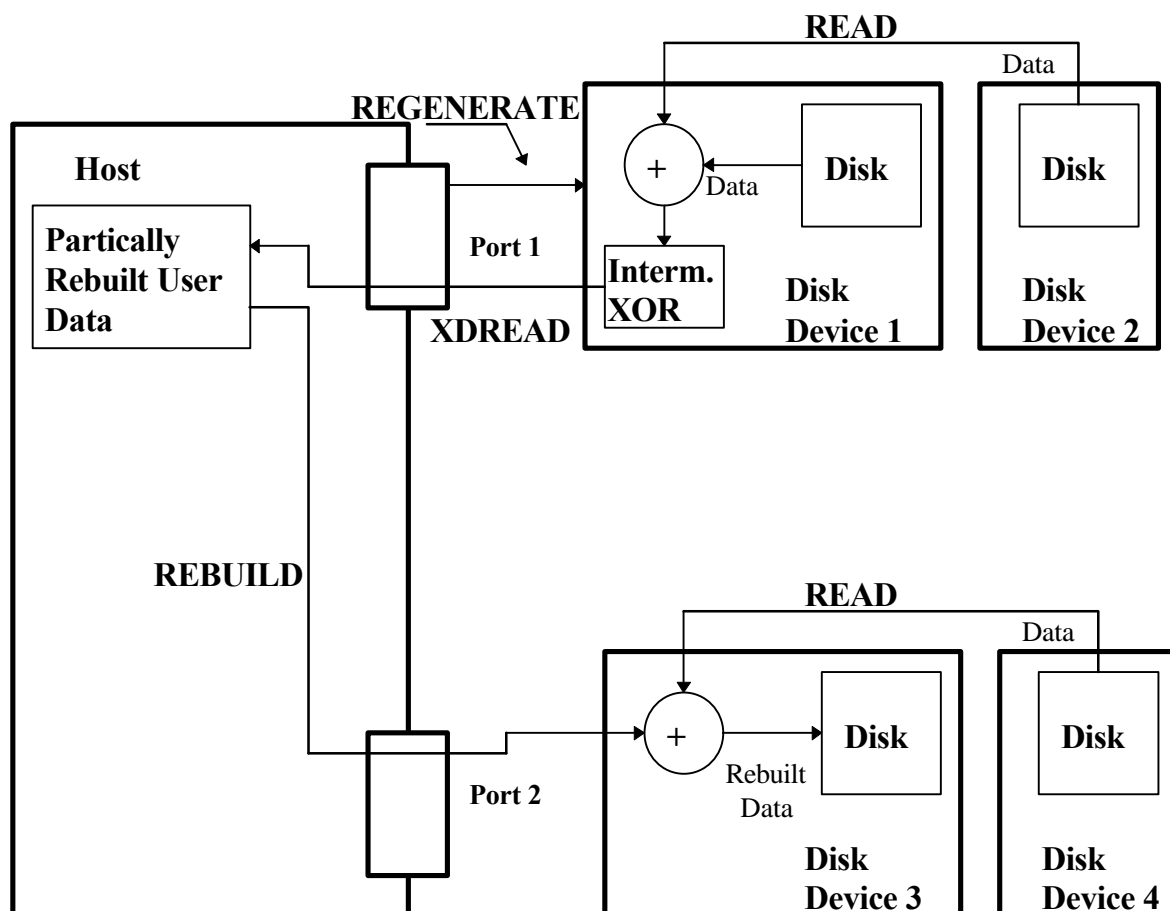 READ
Data
REGENERATE
Host
+
Data
Disk
Disk
Partically
Rebuilt User
Data
Port 1
Interm.
XOR
Disk
Device 1
Disk
Device 2
XDREAD
REBUILD
READ
Data
+
Disk
Disk
Rebuilt
Data
Port 2
Disk
Device 3
Disk
Device 4